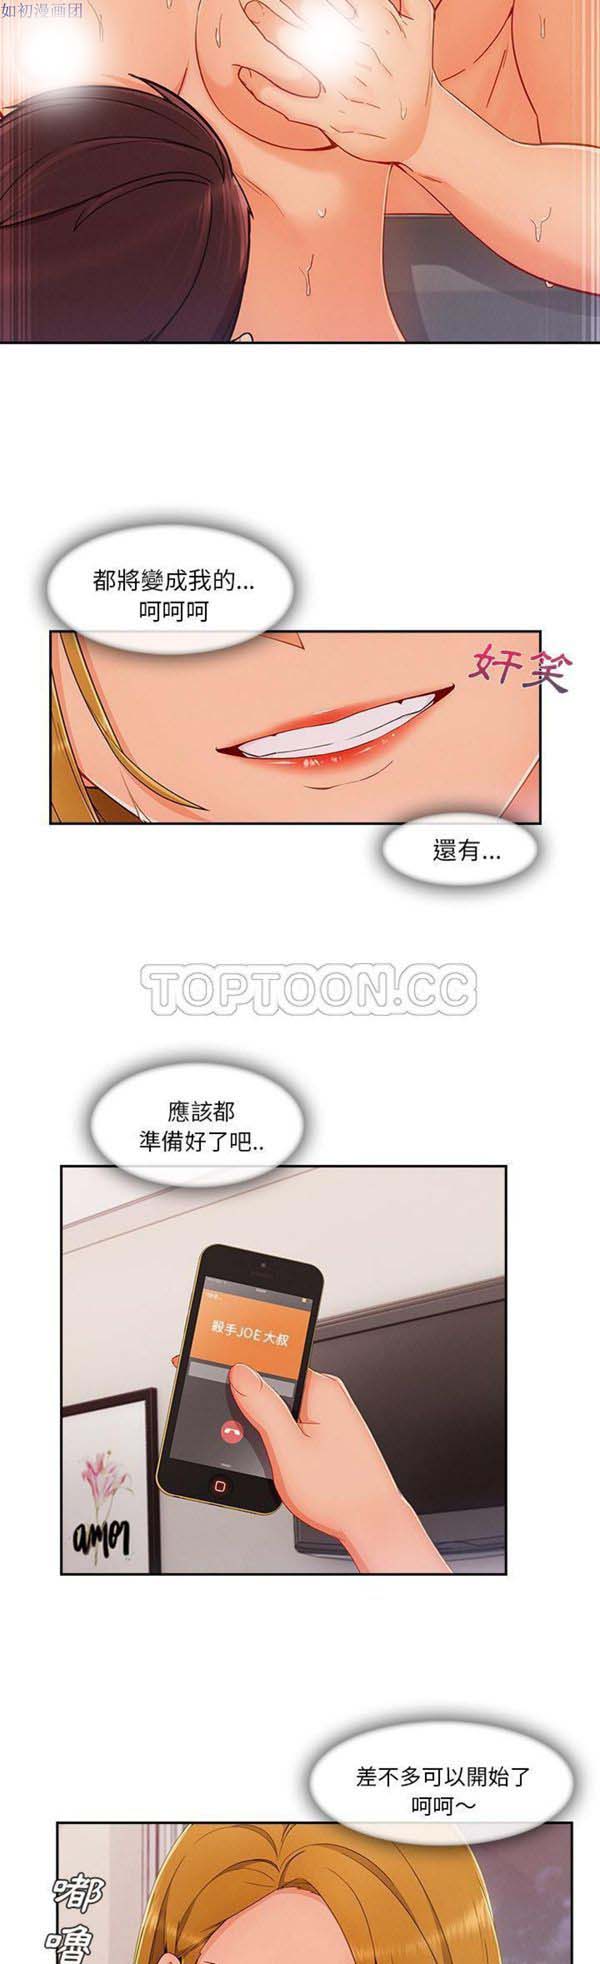 如初漫画团
都將變成我的...
呵呵呵
奸笑
還有...
TOPTOON.CC
應該都
準備好了吧..
殺手JOE 大叔
amor
差不多可以開始了
呵呵～
嘟
嚕